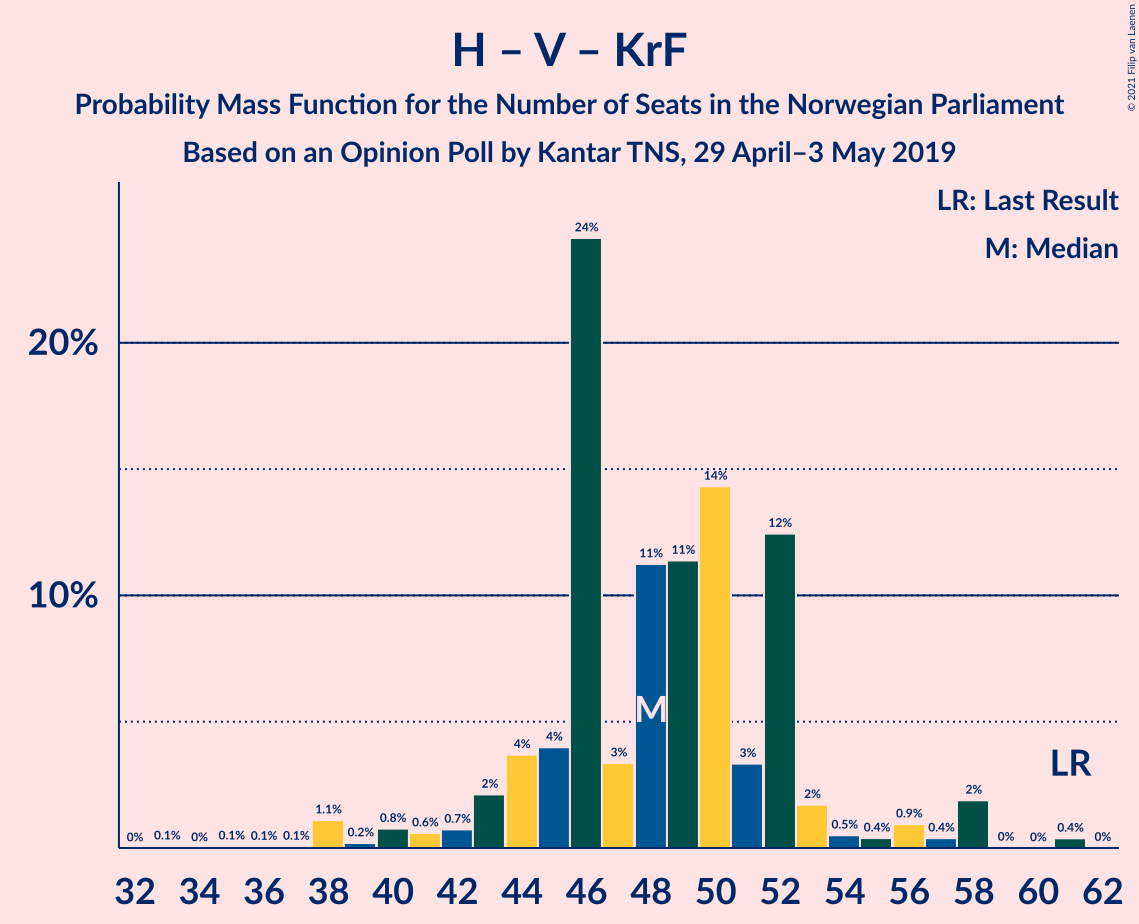 H – V – KrF
Probability Mass Function for the Number of Seats in the Norwegian Parliament
Based on an Opinion Poll by Kantar TNS, 29 April–3 May 2019
© 2021 Filip van Laenen
LR: Last Result
M: Median
20%
10%
0% 0.1% 0% 0.1% 0.1% 0.1% 1.1% 0.2% 0.8% 0.6% 0.7% 2% 4% 4% 24% 3% 11% 11% 14% 3% 12% 2% 0.5% 0.4% 0.9% 0.4% 2% 0% 0% 0.4% 0%
M
LR
32 34 36 38 40 42 44 46 48 50 52 54 56 58 60 62